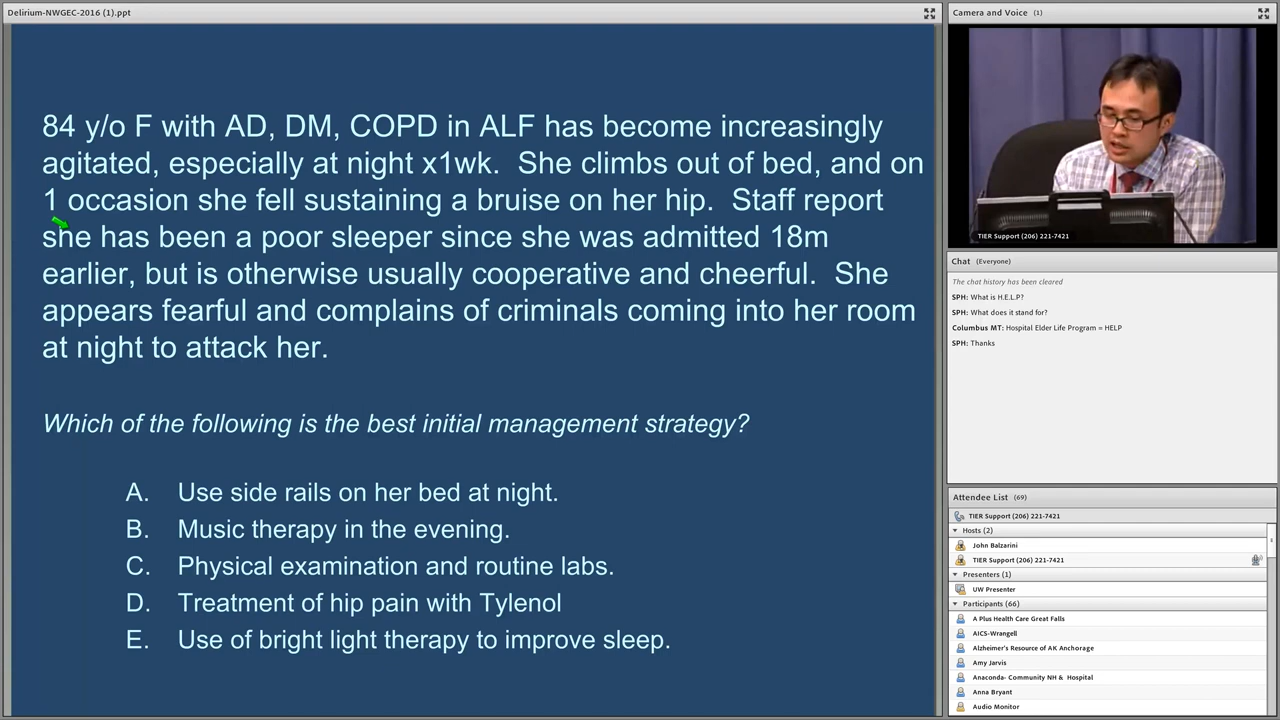 Delirium-NWGEC-2016 (1).ppt
84 y/o F with AD, DM, COPD in ALF has become increasingly
agitated, especially at night x1wk. She climbs out of bed, and on
1 occasion she fell sustaining a bruise on her hip. Staff report
she has been a poor sleeper since she was admitted 18m
earlier, but is otherwise usually cooperative and cheerful. She
appears fearful and complains of criminals coming into her room
at night to attack her.
Which of the following is the best initial management strategy?
A. Use side rails on her bed at night.
B. Music therapy in the evening.
C. Physical examination and routine labs.
D. Treatment of hip pain with Tylenol
E. Use of bright light therapy to improve sleep.
Camera and Voice (1)
TIER Support (206) 221-7421
Chat (Everyone)
The chat history has been cleared
SPH: What is H.E.L.P?
SPH: What does it stand for?
Columbus MT: Hospital Elder Life Program = HELP
SPH: Thanks
Attendee List (69)
TIER Support (206) 221-7421
Hosts (2)
John Balzarini
TIER Support (206) 221-7421
Presenters (1)
UW Presenter
Participants (66)
A Plus Health Care Great Falls
AICS-Wrangell
Alzheimer's Resource of AK Anchorage
Amy Jarvis
Anaconda- Community NH & Hospital
Anna Bryant
Audio Monitor